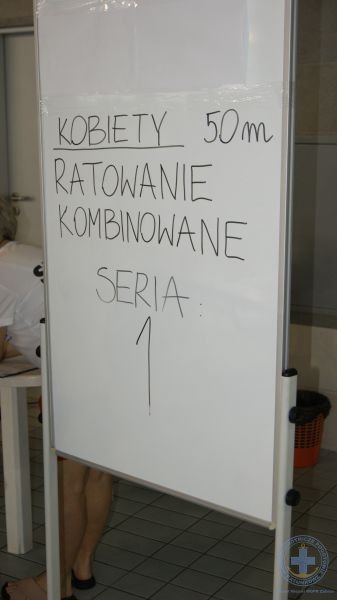 KOBIETY 50m
RATOWANIE
KOMBINOWANE
SERIA:
1